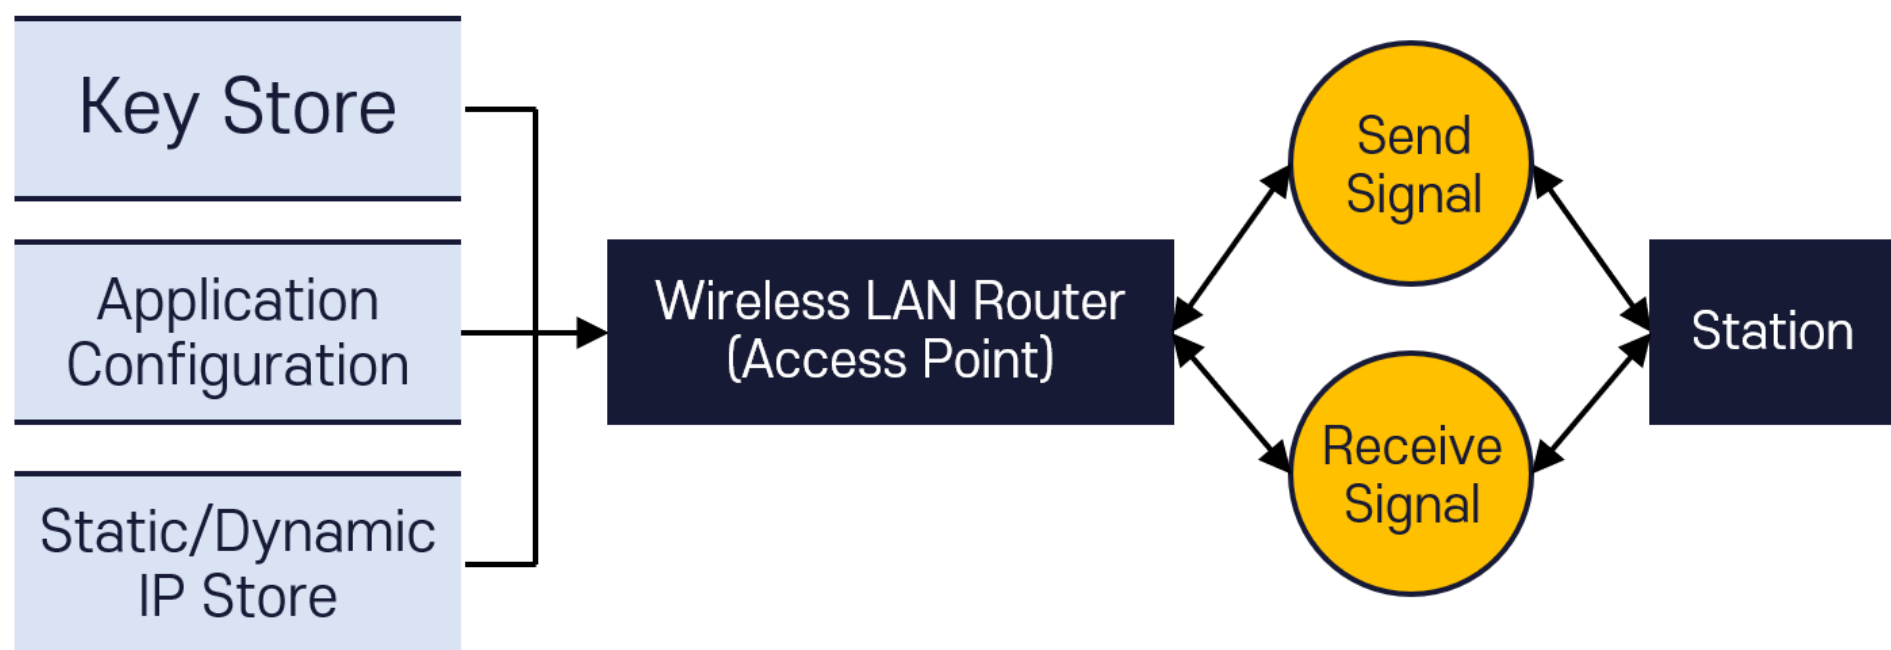 Key Store
Application
Configuration
Static/Dynamic
IP Store
Wireless LAN Router
(Access Point)
Send
Signal
Receive
Signal
Station